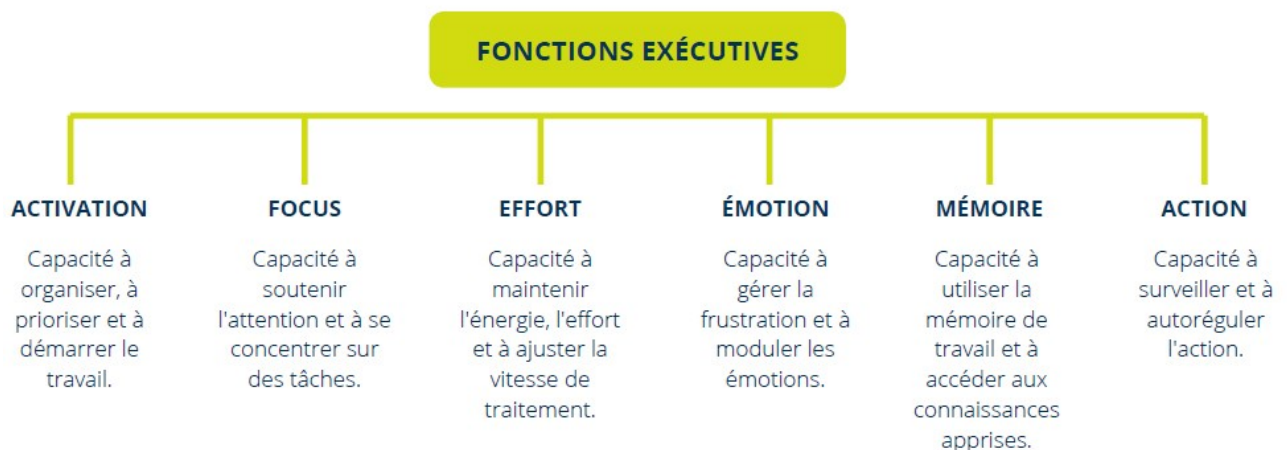 FONCTIONS EXÉCUTIVES
ACTIVATION
Capacité à
organiser, à
prioriser et à
démarrer le
travail.
FOCUS
Capacité à
soutenir
l'attention et à se
concentrer sur
des tâches.
EFFORT
Capacité à
maintenir
l'énergie, l'effort
et à ajuster la
vitesse de
traitement.
ÉMOTION
Capacité à
gérer la
frustration et à
moduler les
émotions.
MÉMOIRE
Capacité à
utiliser la
mémoire de
travail et à
accéder aux
connaissances
apprises.
ACTION
Capacité à
surveiller et à
autoréguler
l'action.